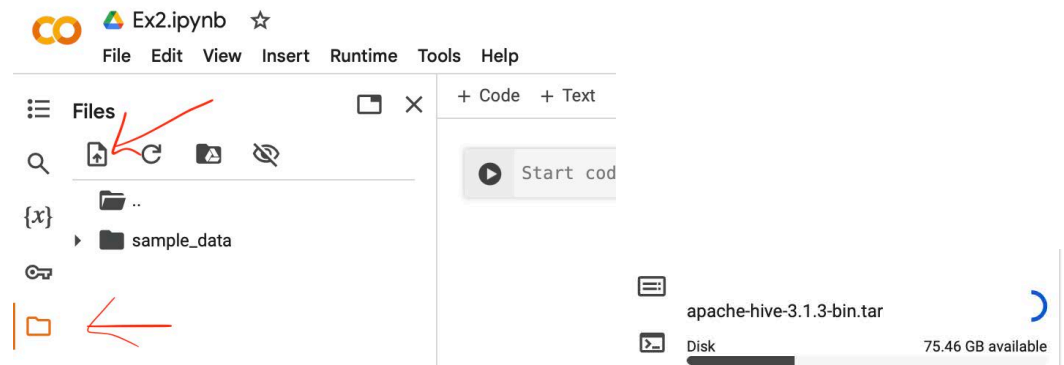 Ex2.ipynb
File Edit View Insert Runtime Tools Help
Files
+ Code + Text
Start cod
..
{x}
sample_data
apache-hive-3.1.3-bin.tar
Disk 75.46 GB available